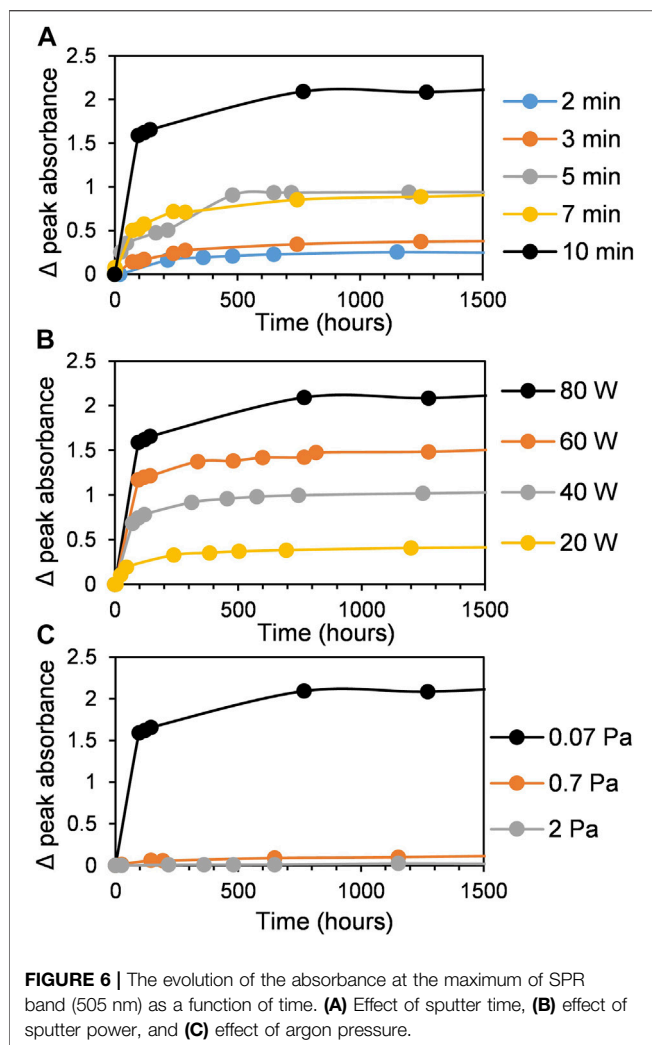 A
Δ peak absorbance
2.5
2
1.5
1
0.5
0
0
500
1000
1500
Time (hours)
2 min
3 min
5 min
7 min
10 min
B
Δ peak absorbance
2.5
2
1.5
1
0.5
0
0
500
1000
1500
Time (hours)
80 W
60 W
40 W
20 W
C
Δ peak absorbance
2.5
2
1.5
1
0.5
0
0
500
1000
1500
Time (hours)
0.07 Pa
0.7 Pa
2 Pa
FIGURE 6 | The evolution of the absorbance at the maximum of SPR
band (505 nm) as a function of time. (A) Effect of sputter time, (B) effect of
sputter power, and (C) effect of argon pressure.